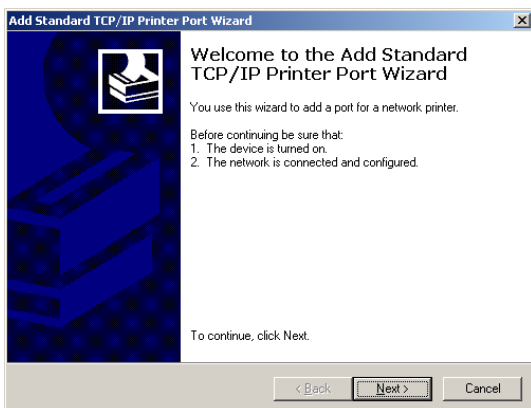 Add Standard TCP/IP Printer Port Wizard
Welcome to the Add Standard
TCP/IP Printer Port Wizard
You use this wizard to add a port for a network printer.
Before continuing be sure that:
1. The device is turned on.
2. The network is connected and configured.
To continue, click Next.
< Back
Next >
Cancel